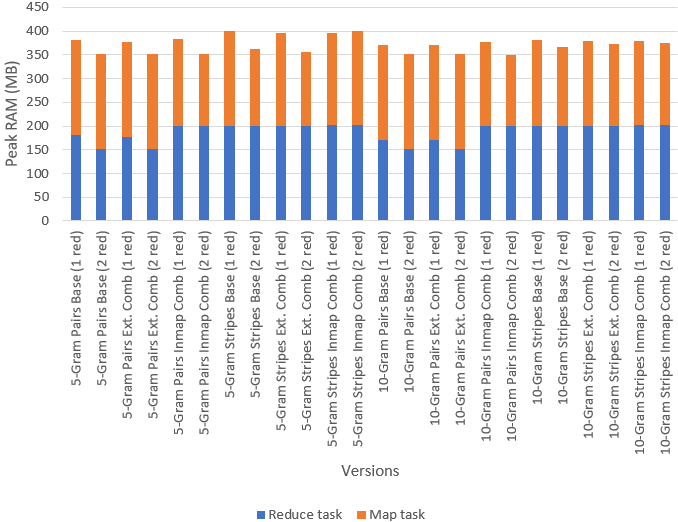 450
400
350
300
250
200
150
100
50
0
Peak RAM (MB)
5-Gram Pairs Base (1 red)
5-Gram Pairs Base (2 red)
5-Gram Pairs Ext. Comb (1 red)
5-Gram Pairs Ext. Comb (2 red)
5-Gram Pairs Inmap Comb (1 red)
5-Gram Pairs Inmap Comb (2 red)
5-Gram Stripes Base (1 red)
5-Gram Stripes Base (2 red)
5-Gram Stripes Ext. Comb (1 red)
5-Gram Stripes Ext. Comb (2 red)
5-Gram Stripes Inmap Comb (1 red)
5-Gram Stripes Inmap Comb (2 red)
10-Gram Pairs Base (1 red)
10-Gram Pairs Base (2 red)
10-Gram Pairs Ext. Comb (1 red)
10-Gram Pairs Ext. Comb (2 red)
10-Gram Pairs Inmap Comb (1 red)
10-Gram Pairs Inmap Comb (2 red)
10-Gram Stripes Base (1 red)
10-Gram Stripes Base (2 red)
10-Gram Stripes Ext. Comb (1 red)
10-Gram Stripes Ext. Comb (2 red)
10-Gram Stripes Inmap Comb (1 red)
10-Gram Stripes Inmap Comb (2 red)
Versions
Reduce task
Map task